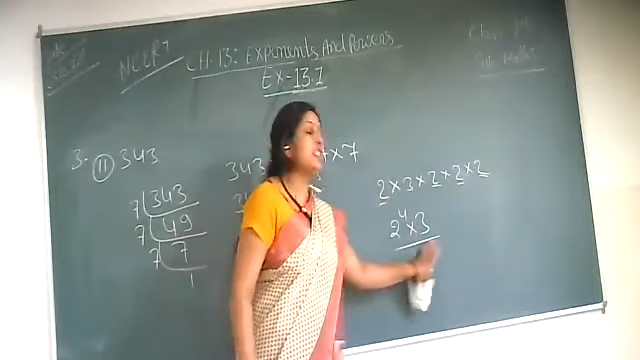 NCERT
CH-13: Exponents And Powers
Ex-13.1
3. (ii) 343
7 | 343
7 | 49
7 | 7
1
343
×7
2×3×2×2×2
2⁴×3